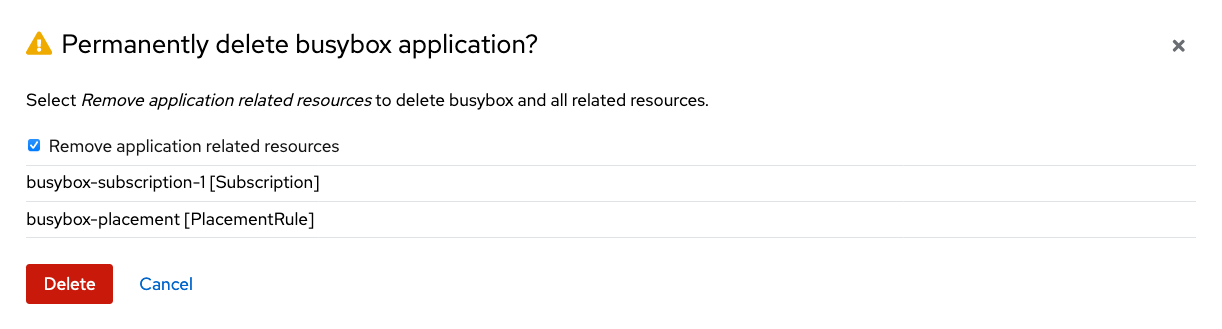 Permanently delete busybox application?
Select Remove application related resources to delete busybox and all related resources.
Remove application related resources
busybox-subscription-1 [Subscription]
busybox-placement [PlacementRule]
Delete Cancel